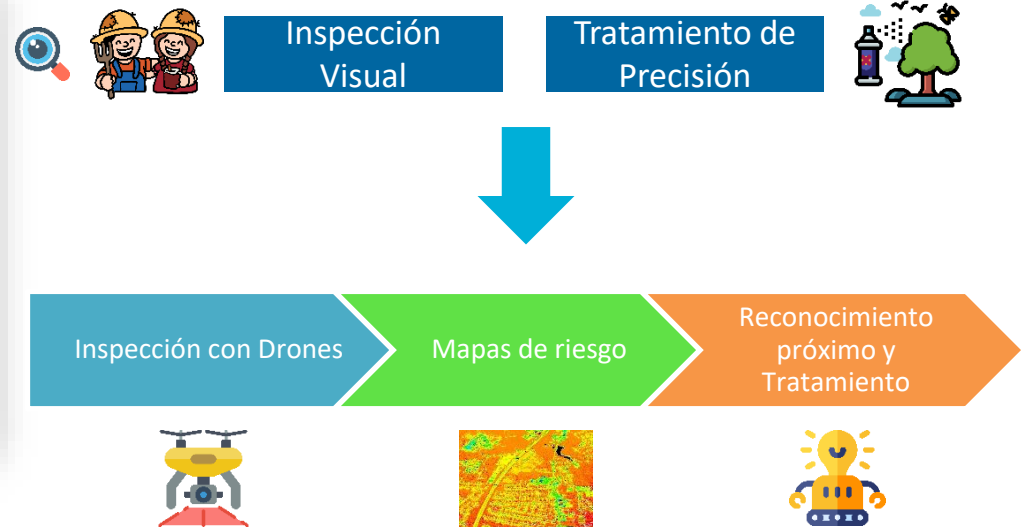 Inspección
Visual
Tratamiento de
Precisión
Inspección con Drones
Mapas de riesgo
Reconocimiento
próximo y
Tratamiento